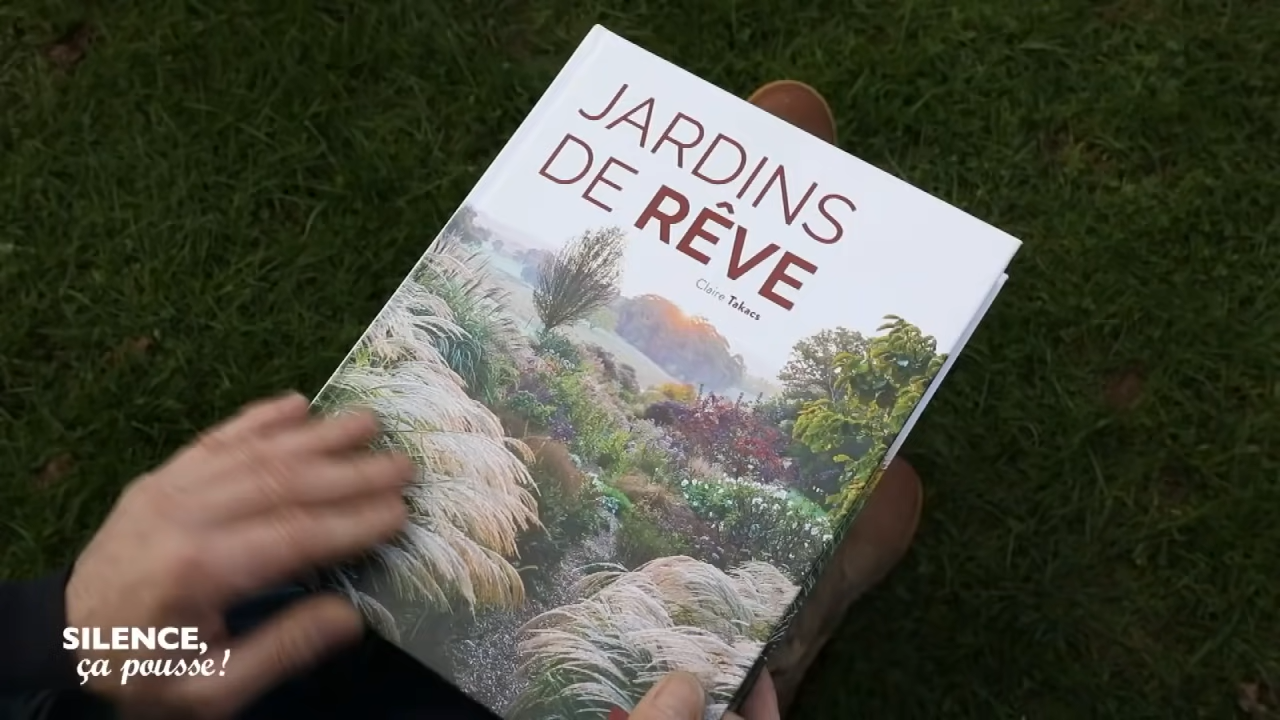 JARDINS
DE RÊVE
Claire Takacs
SILENCE,
ça pousse!